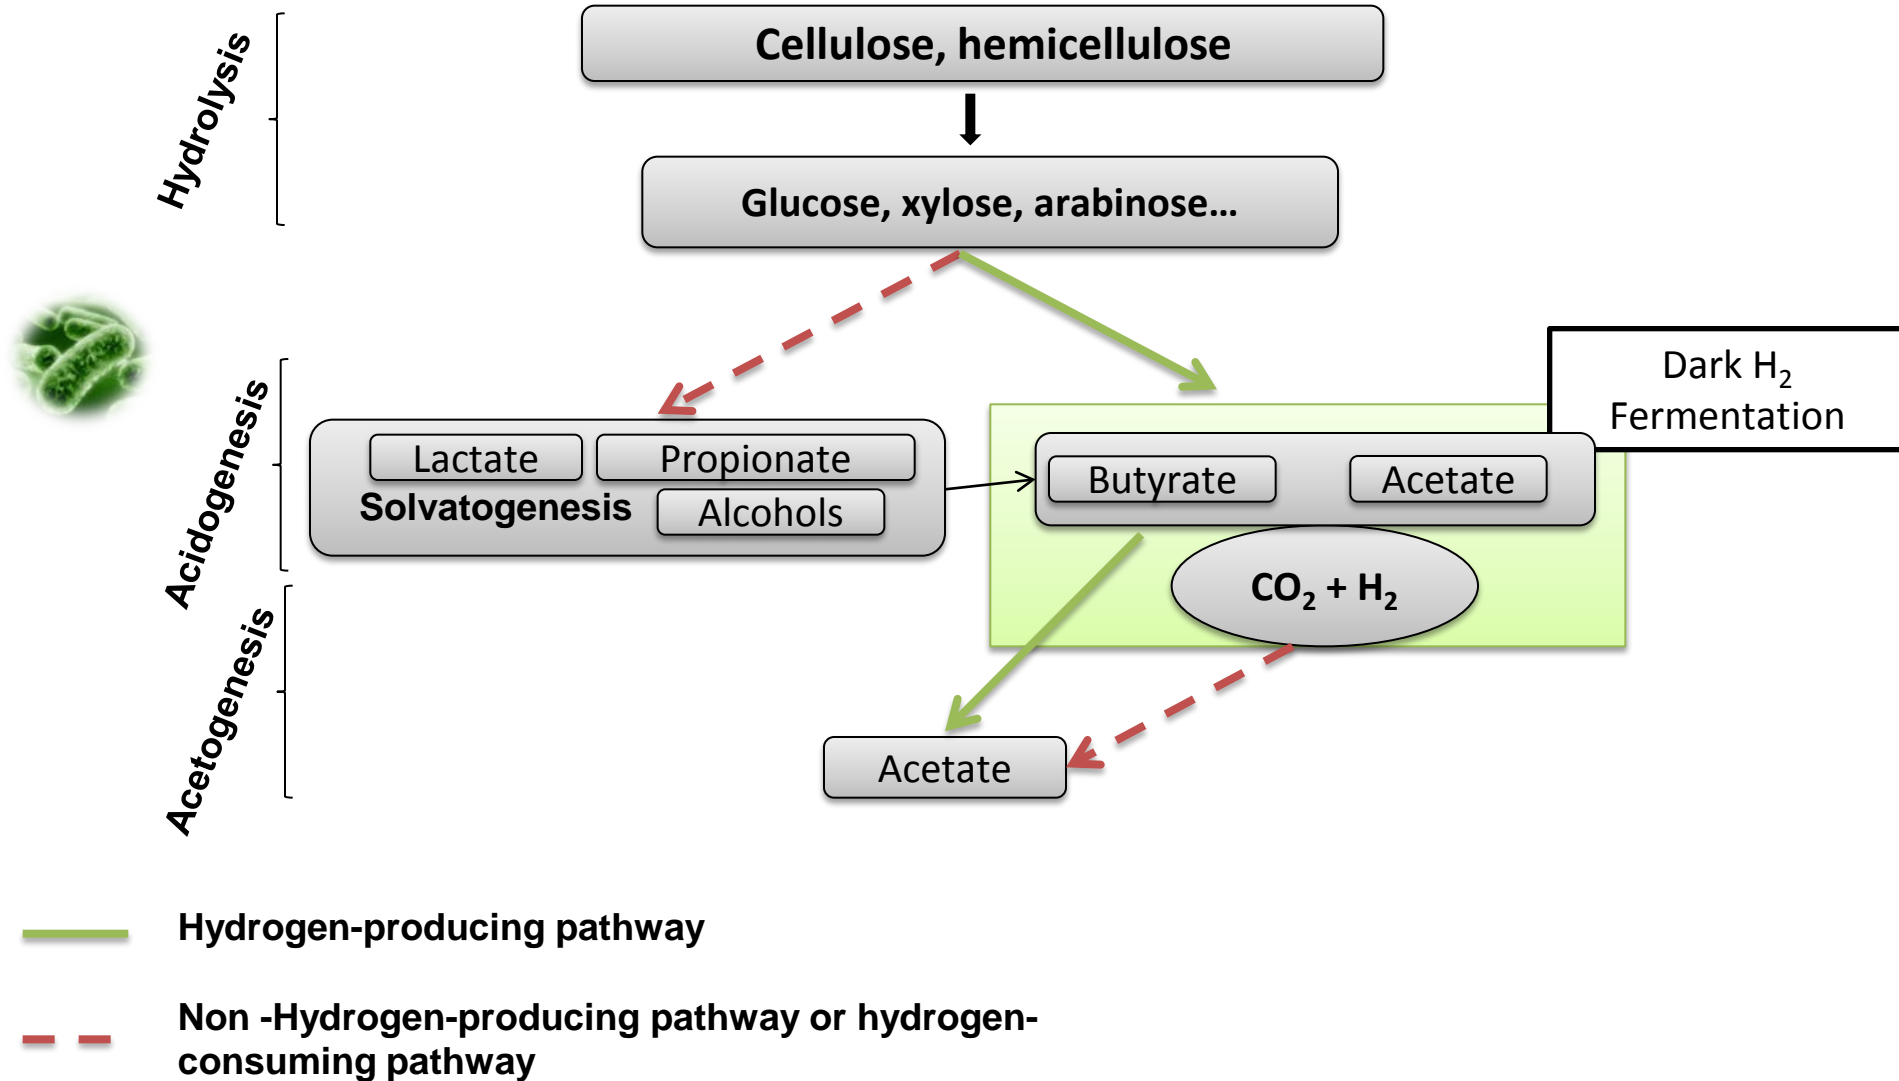 Hydrolysis
Cellulose, hemicellulose
Glucose, xylose, arabinose...
Acidogenesis
Dark H₂
Fermentation
Lactate
Propionate
Solvatogenesis
Alcohols
Butyrate
Acetate
CO₂ + H₂
Acetogenesis
Acetate
Hydrogen-producing pathway
Non -Hydrogen-producing pathway or hydrogen-
consuming pathway